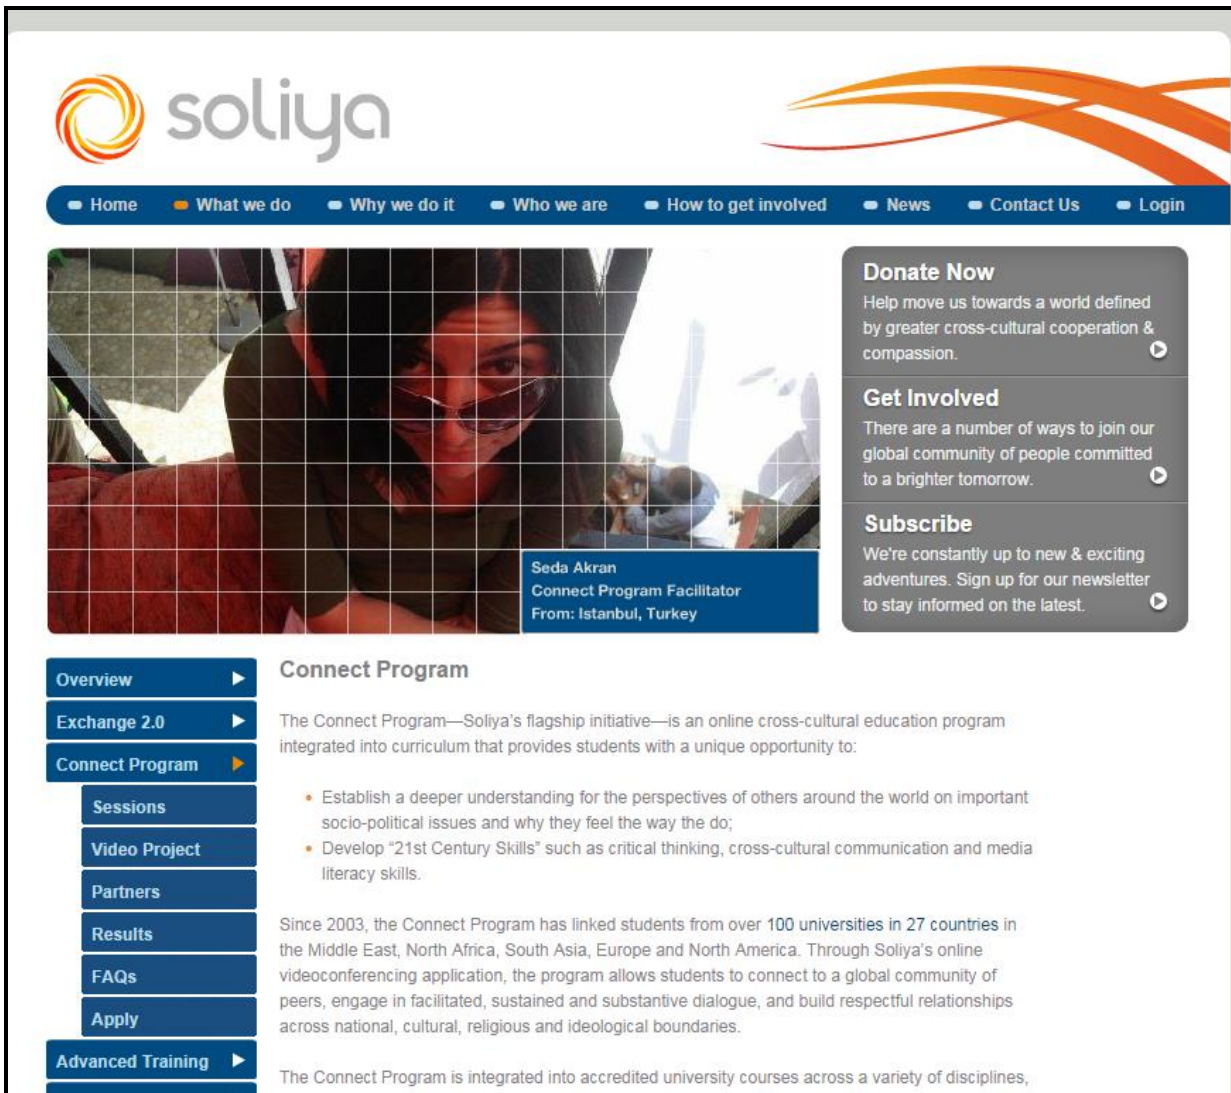 soliya
Home What we do Why we do it Who we are How to get involved News Contact Us Login
Donate Now
Help move us towards a world defined
by greater cross-cultural cooperation &
compassion.
Get Involved
There are a number of ways to join our
global community of people committed
to a brighter tomorrow.
Subscribe
We're constantly up to new & exciting
adventures. Sign up for our newsletter
to stay informed on the latest.
Seda Akran
Connect Program Facilitator
From: Istanbul, Turkey
Overview
Exchange 2.0
Connect Program
Sessions
Video Project
Partners
Results
FAQs
Apply
Advanced Training
Connect Program
The Connect Program—Soliya's flagship initiative—is an online cross-cultural education program
integrated into curriculum that provides students with a unique opportunity to:
• Establish a deeper understanding for the perspectives of others around the world on important
socio-political issues and why they feel the way the do;
• Develop “21st Century Skills” such as critical thinking, cross-cultural communication and media
literacy skills.
Since 2003, the Connect Program has linked students from over 100 universities in 27 countries in
the Middle East, North Africa, South Asia, Europe and North America. Through Soliya's online
videoconferencing application, the program allows students to connect to a global community of
peers, engage in facilitated, sustained and substantive dialogue, and build respectful relationships
across national, cultural, religious and ideological boundaries.
The Connect Program is integrated into accredited university courses across a variety of disciplines,